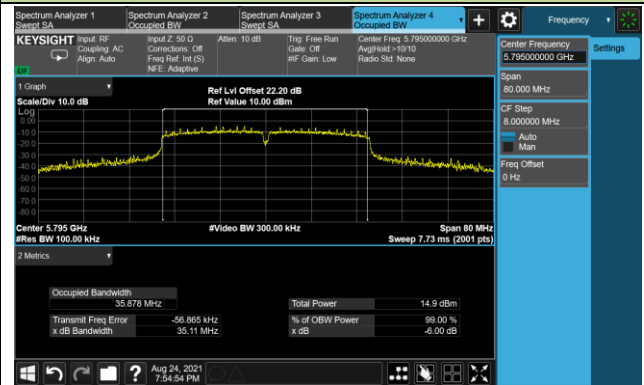 Spectrum Analyzer 1
Swept SA
Spectrum Analyzer 2
Occupied BW
Spectrum Analyzer 3
Swept SA
Spectrum Analyzer 4
Occupied BW
Frequency
KEYSIGHT
Input: RF
Coupling: AC
Align: Auto
Input Z: 50 Ω
Corrections: Off
Freq Ref: Int (S)
NFE: Adaptive
Atten: 10 dB
Trig: Free Run
Gate: Off
#IF Gain: Low
Center Freq: 5.795000000 GHz
Avg|Hold:>10/10
Radio Std: None
LXI
Center Frequency
5.795000000 GHz
Settings
Span
80.000 MHz
CF Step
8.000000 MHz
Auto
Man
Freq Offset
0 Hz
1 Graph
Scale/Div 10.0 dB
Ref Lvl Offset 22.20 dB
Ref Value 10.00 dBm
Log
0.00
-10.0
-20.0
-30.0
-40.0
-50.0
-60.0
-70.0
-80.0
Center 5.795 GHz
#Res BW 100.00 kHz
#Video BW 300.00 kHz
Span 80 MHz
Sweep 7.73 ms (2001 pts)
2 Metrics
Occupied Bandwidth
35.878 MHz
Total Power 14.9 dBm
Transmit Freq Error -56.865 kHz
% of OBW Power 99.00 %
x dB Bandwidth 35.11 MHz
x dB -6.00 dB
Aug 24, 2021
7:54:54 PM